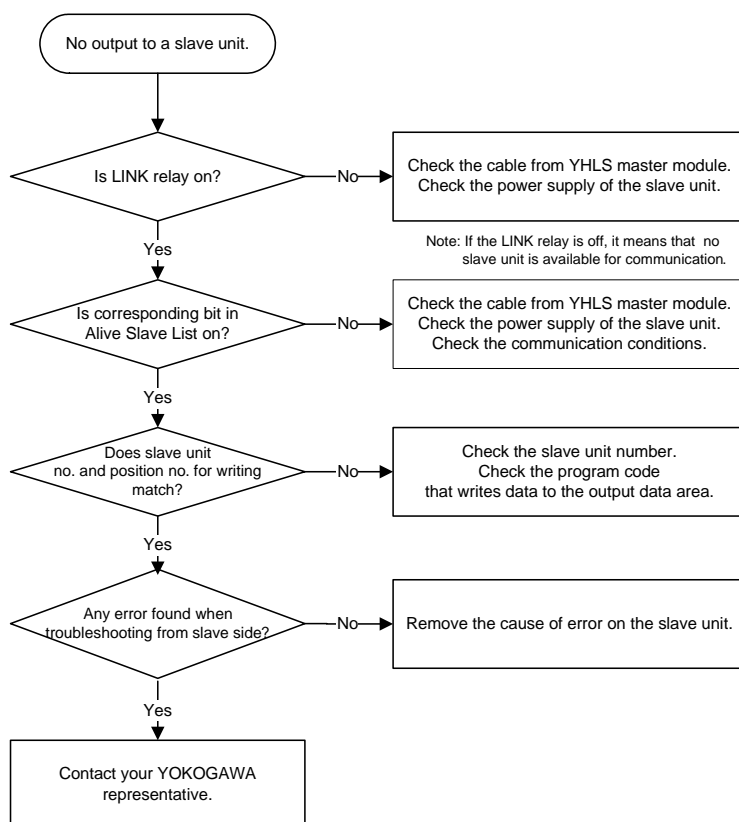 No output to a slave unit.
Is LINK relay on?
No
Check the cable from YHLS master module.
Check the power supply of the slave unit.
Yes
Note: If the LINK relay is off, it means that no
slave unit is available for communication.
Is corresponding bit in
Alive Slave List on?
No
Check the cable from YHLS master module.
Check the power supply of the slave unit.
Check the communication conditions.
Yes
Does slave unit
no. and position no. for writing
match?
No
Check the slave unit number.
Check the program code
that writes data to the output data area.
Yes
Any error found when
troubleshooting from slave side?
No
Remove the cause of error on the slave unit.
Yes
Contact your YOKOGAWA
representative.